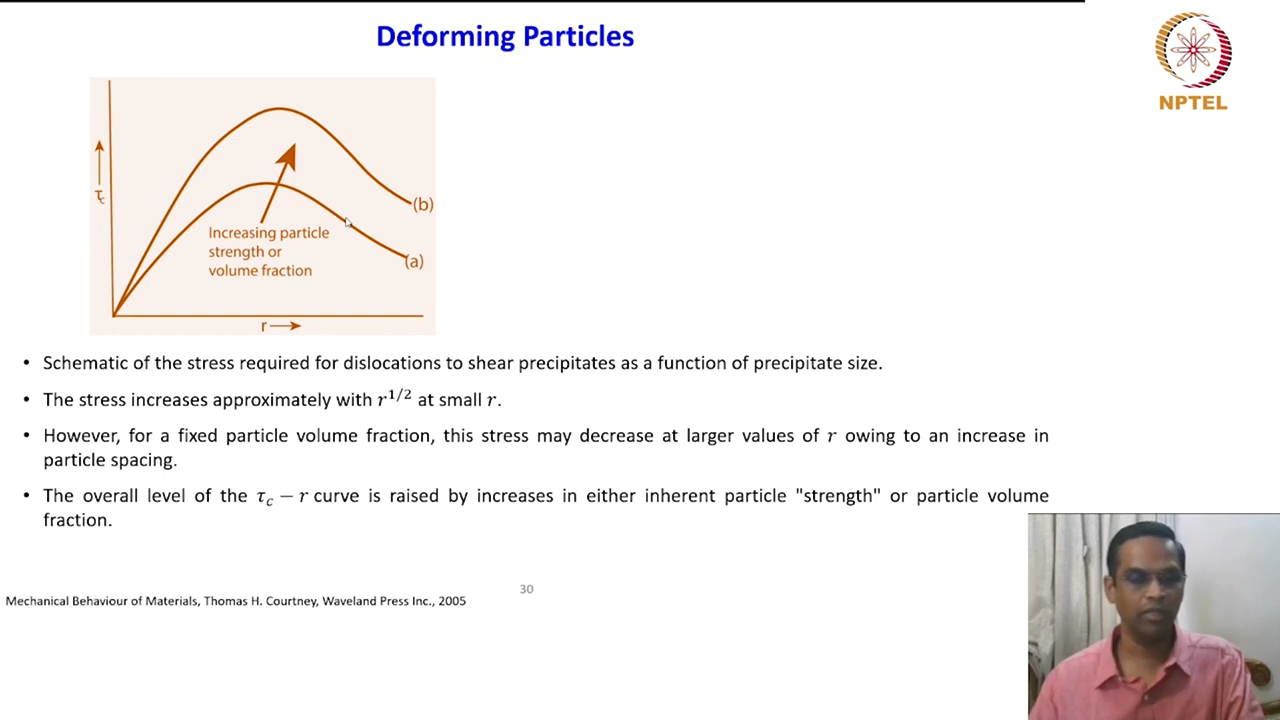 Deforming Particles
NPTEL
τc
(b)
Increasing particle
strength or
volume fraction
(a)
r
• Schematic of the stress required for dislocations to shear precipitates as a function of precipitate size.
• The stress increases approximately with r^1/2 at small r.
• However, for a fixed particle volume fraction, this stress may decrease at larger values of r owing to an increase in
particle spacing.
• The overall level of the τc − r curve is raised by increases in either inherent particle "strength" or particle volume
fraction.
30
Mechanical Behaviour of Materials, Thomas H. Courtney, Waveland Press Inc., 2005